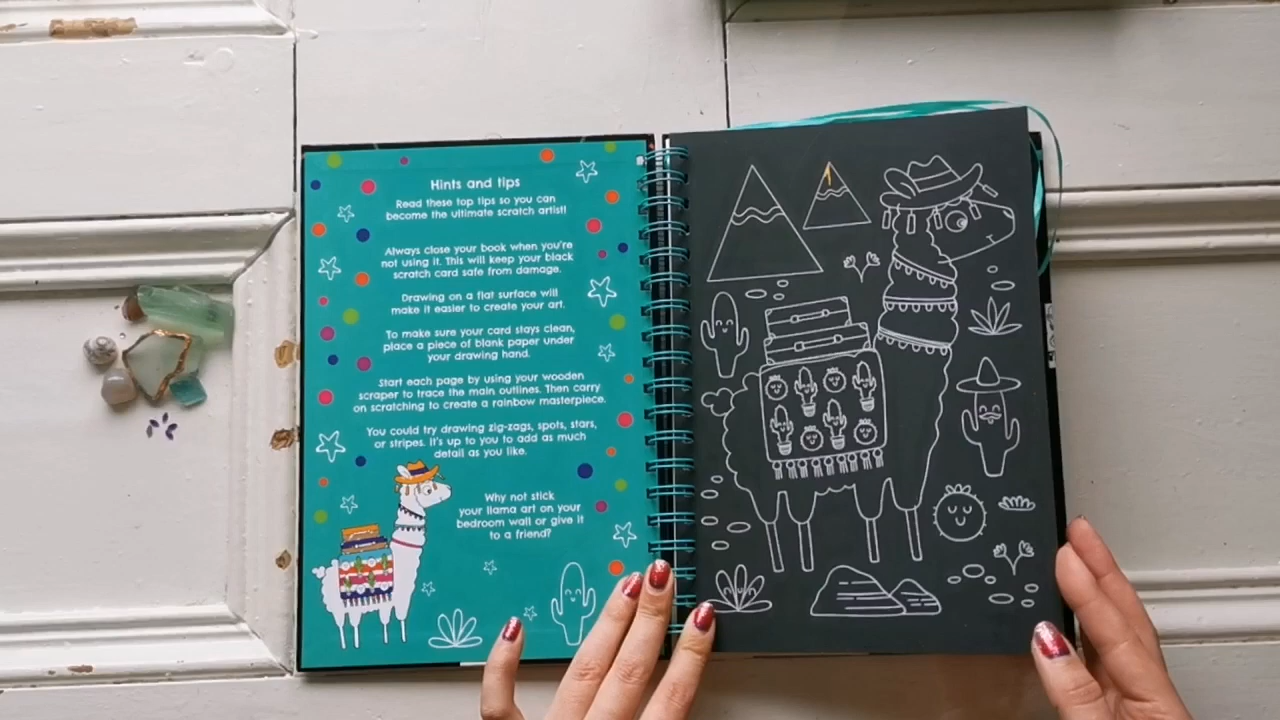 Hints and tips
Read these top tips so you can
become the ultimate scratch artist!
Always close your book when you're
not using it. This will keep your black
scratch card safe from damage.
Drawing on a flat surface will
make it easier to create your art.
To make sure your card stays clean,
place a piece of blank paper under
your drawing hand.
Start each page by using your wooden
scraper to trace the main outlines. Then carry
on scratching to create a rainbow masterpiece.
You could try drawing zig-zags, spots, stars,
or stripes. It's up to you to add as much
detail as you like.
Why not stick
your llama art on your
bedroom wall or give it
to a friend?